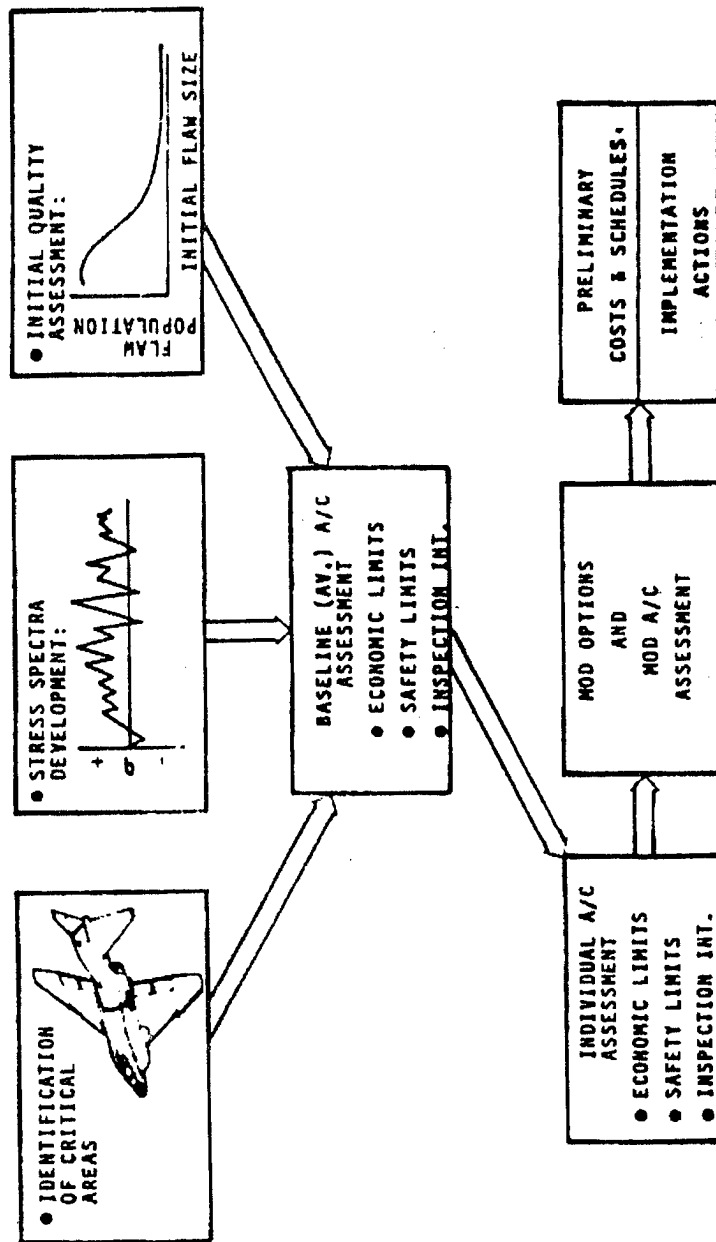 ● IDENTIFICATION
OF CRITICAL
AREAS
● STRESS SPECTRA
DEVELOPMENT:
+
σ
-
● INITIAL QUALITY
ASSESSMENT:
FLAW
POPULATION
INITIAL FLAW SIZE
BASELINE (AV.) A/C
ASSESSMENT
● ECONOMIC LIMITS
● SAFETY LIMITS
● INSPECTION INT.
INDIVIDUAL A/C
ASSESSMENT
● ECONOMIC LIMITS
● SAFETY LIMITS
● INSPECTION INT.
MOD OPTIONS
AND
MOD A/C
ASSESSMENT
PRELIMINARY
COSTS & SCHEDULES.
IMPLEMENTATION
ACTIONS